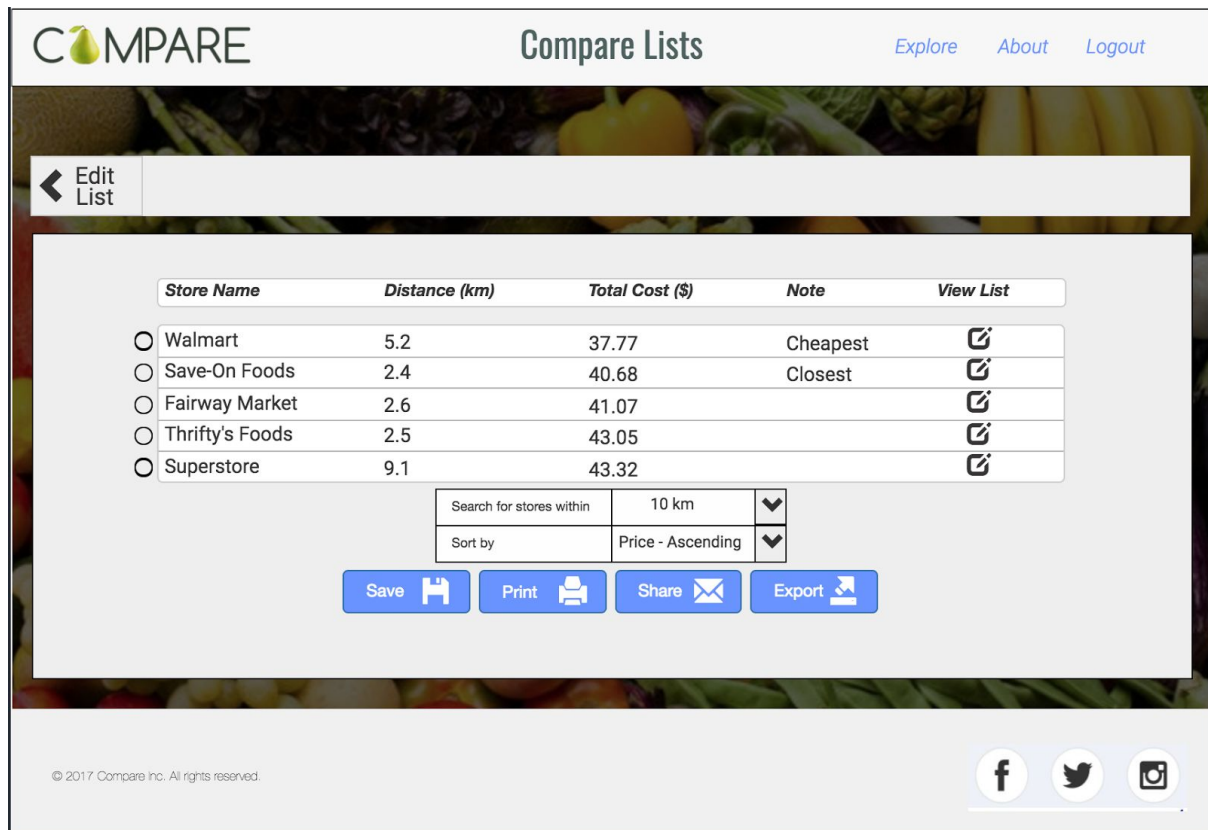 COMPARE
Compare Lists
Explore About Logout
Edit
List
Store Name Distance (km) Total Cost ($) Note View List
Walmart 5.2 37.77 Cheapest
Save-On Foods 2.4 40.68 Closest
Fairway Market 2.6 41.07
Thrifty's Foods 2.5 43.05
Superstore 9.1 43.32
Search for stores within 10 km
Sort by Price - Ascending
Save Print Share Export
© 2017 Compare Inc. All rights reserved.